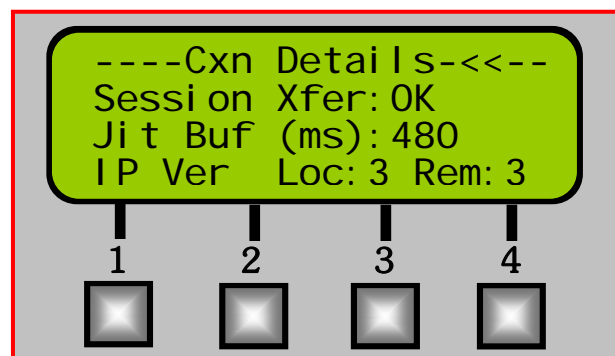 ----Cxn Details-<<--
Session Xfer:OK
Jit Buf (ms):480
IP Ver Loc:3 Rem:3
1 2 3 4